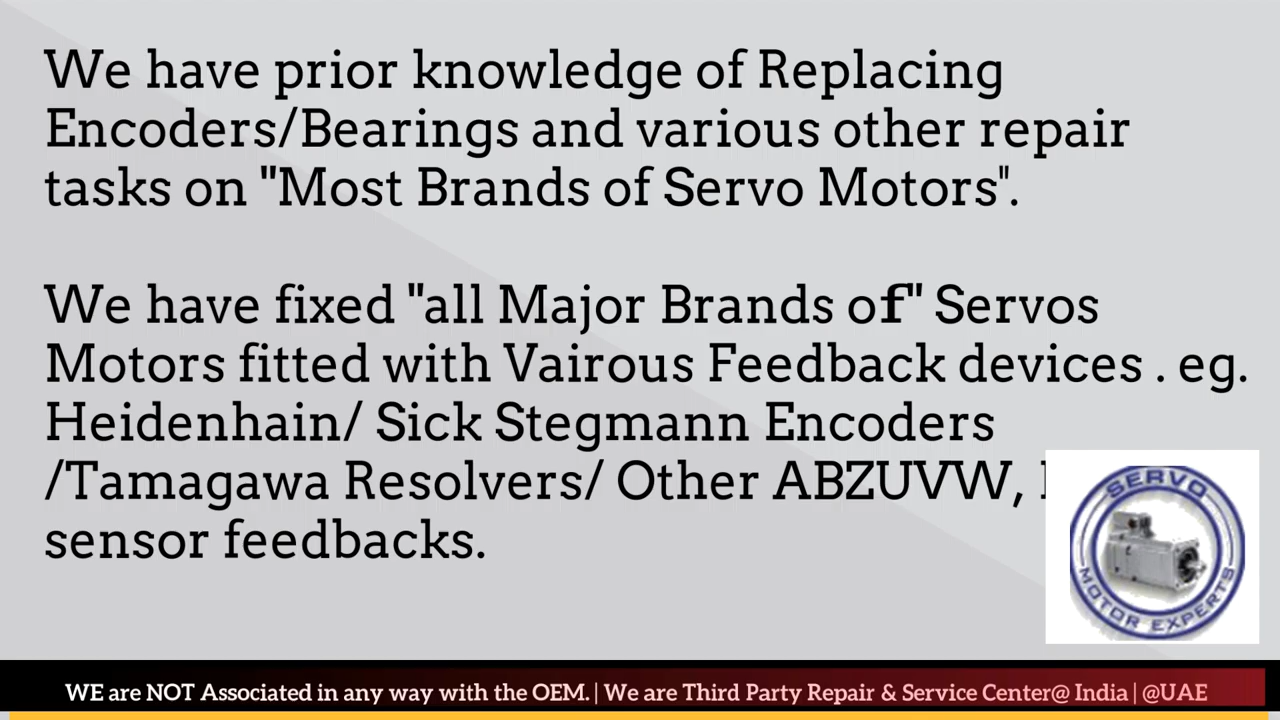 We have prior knowledge of Replacing
Encoders/Bearings and various other repair
tasks on "Most Brands of Servo Motors".
We have fixed "all Major Brands of" Servos
Motors fitted with Vairous Feedback devices . eg.
Heidenhain/ Sick Stegmann Encoders
/Tamagawa Resolvers/ Other ABZUVW,
sensor feedbacks.
SERVO
MOTOR EXPERTS
WE are NOT Associated in any way with the OEM. | We are Third Party Repair & Service Center@ India | @UAE